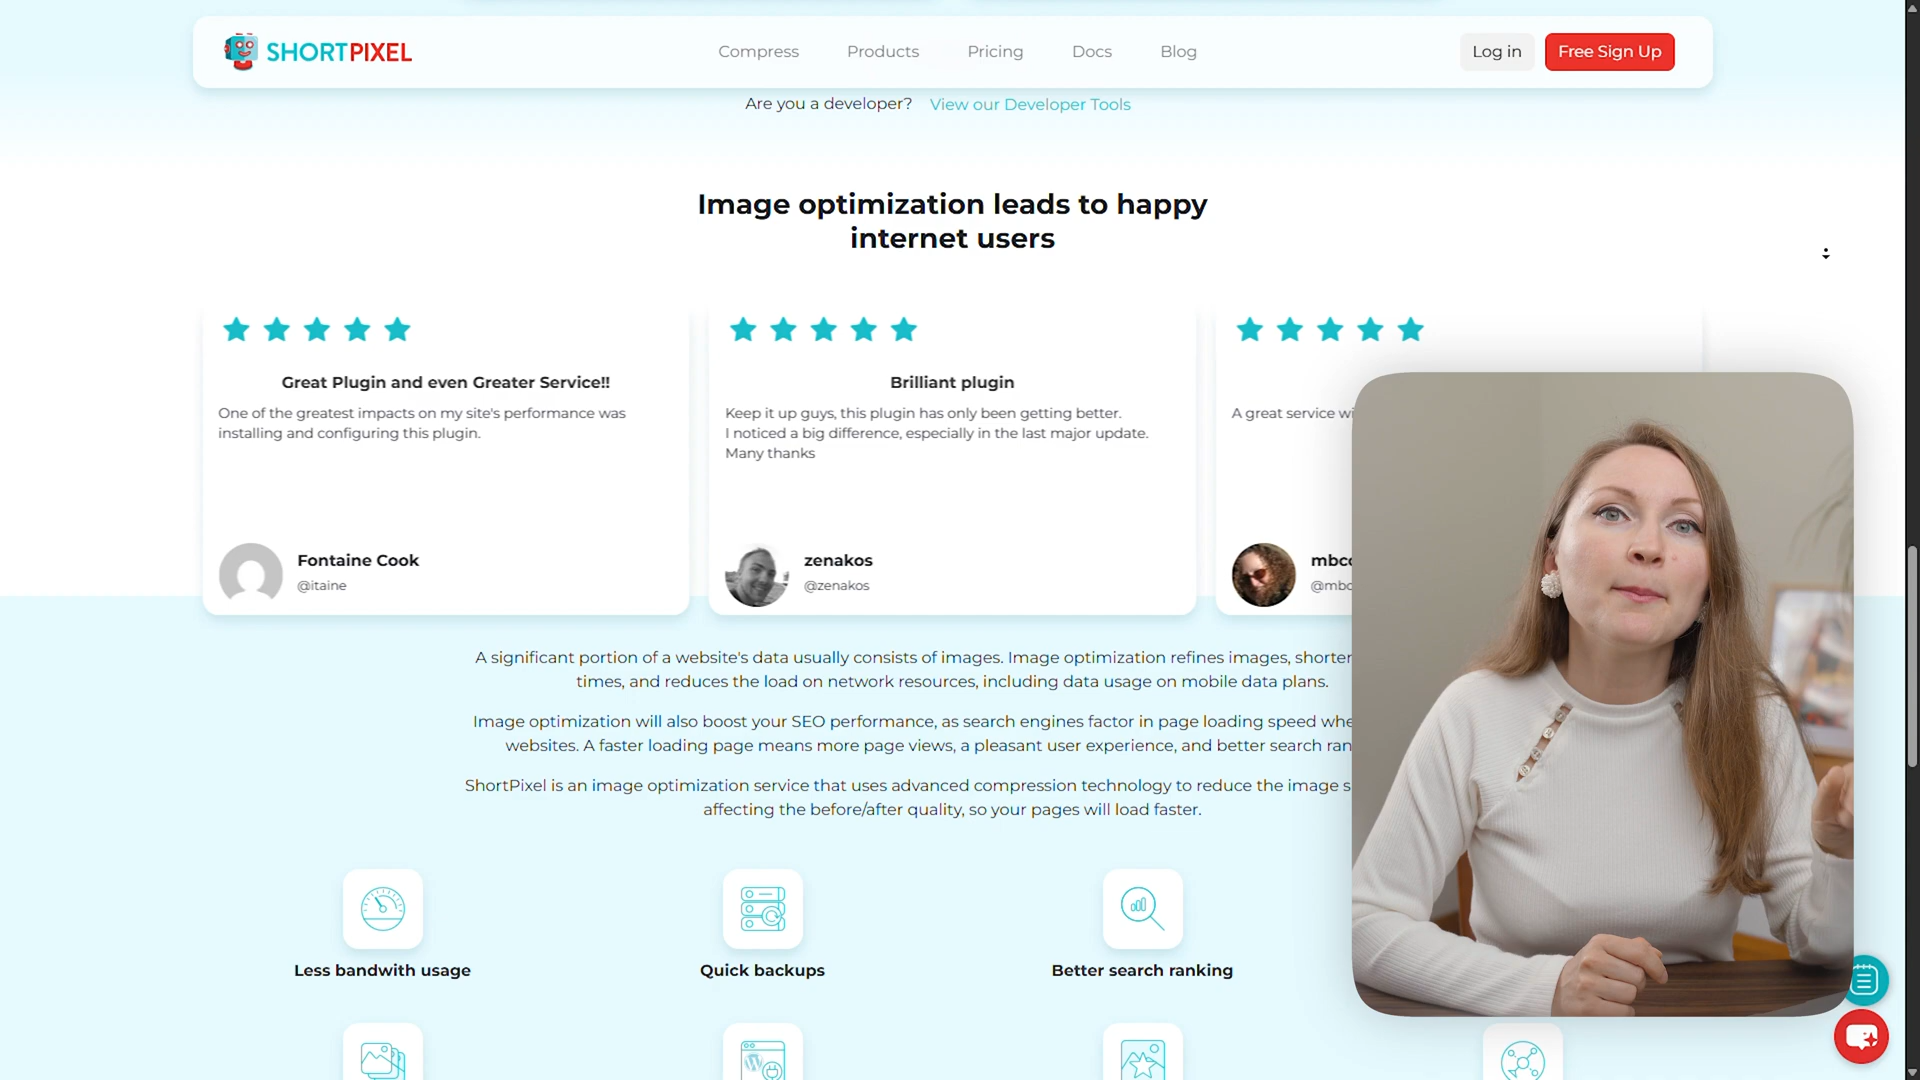 SHORTPIXEL
Compress
Products
Pricing
Docs
Blog
Log in
Free Sign Up
Are you a developer? View our Developer Tools
Image optimization leads to happy
internet users
Great Plugin and even Greater Service!!
One of the greatest impacts on my site's performance was
installing and configuring this plugin.
Fontaine Cook
@itaine
Brilliant plugin
Keep it up guys, this plugin has only been getting better.
I noticed a big difference, especially in the last major update.
Many thanks
zenakos
@zenakos
A great service
A significant portion of a website's data usually consists of images. Image optimization refines images,
times, and reduces the load on network resources, including data usage on mobile data plans.
Image optimization will also boost your SEO performance, as search engines factor in page loading speed
websites. A faster loading page means more page views, a pleasant user experience, and better search
ShortPixel is an image optimization service that uses advanced compression technology to reduce the image
affecting the before/after quality, so your pages will load faster.
Less bandwith usage
Quick backups
Better search ranking